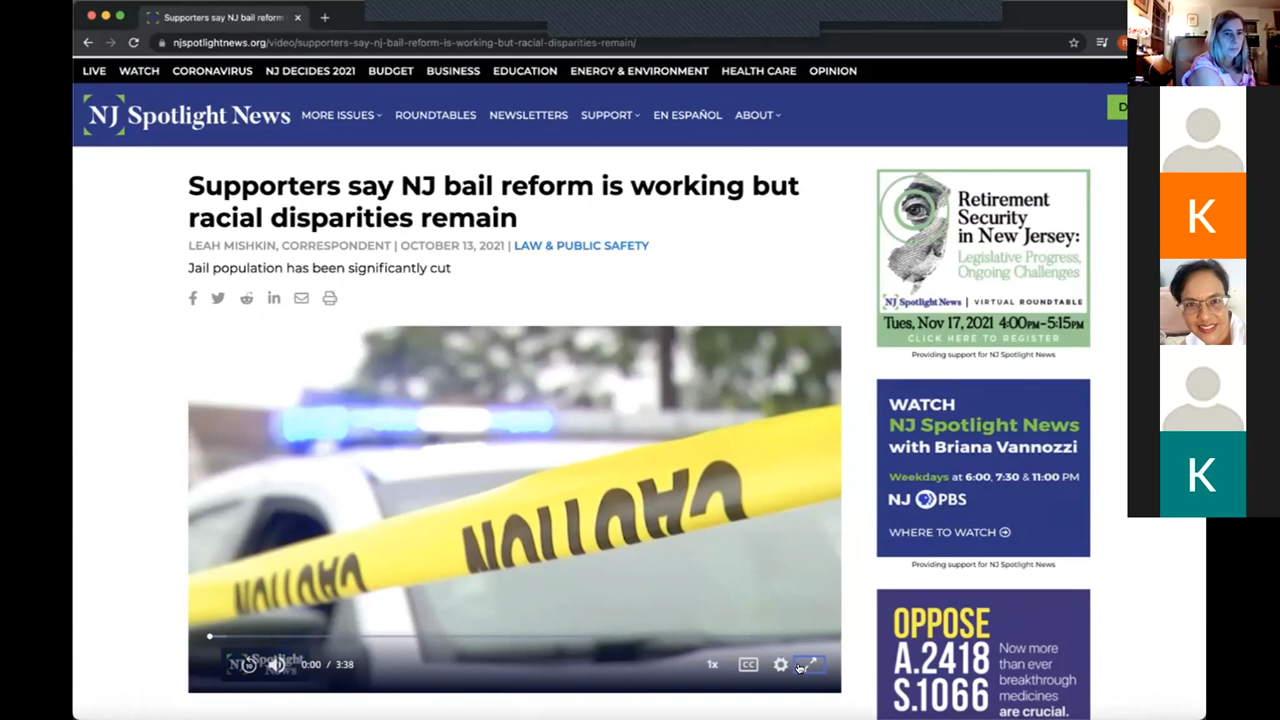 Supporters say NJ bail reform
njspotlightnews.org/video/supporters-say-nj-bail-reform-is-working-but-racial-disparities-remain/
LIVE WATCH CORONAVIRUS NJ DECIDES 2021 BUDGET BUSINESS EDUCATION ENERGY & ENVIRONMENT HEALTH CARE OPINION
NJ Spotlight News MORE ISSUES ROUNDTABLES NEWSLETTERS SUPPORT EN ESPAÑOL ABOUT
Supporters say NJ bail reform is working but
racial disparities remain
LEAH MISHKIN, CORRESPONDENT | OCTOBER 13, 2021 | LAW & PUBLIC SAFETY
Jail population has been significantly cut
CAUTION
CAUTION
NJ Spotlight
News
0:00 / 3:38
1x
CC
Retirement
Security
in New Jersey:
Legislative Progress,
Ongoing Challenges
NJ Spotlight News | VIRTUAL ROUNDTABLE
Tues, Nov 17, 2021 4:00PM-5:15PM
CLICK HERE TO REGISTER
Providing support for NJ Spotlight News
WATCH
NJ Spotlight News
with Briana Vannozzi
Weekdays at 6:00, 7:30 & 11:00 PM
NJ PBS
WHERE TO WATCH
Providing support for NJ Spotlight News
OPPOSE
A.2418
S.1066
Now more
than ever
breakthrough
medicines
are crucial.
K
K